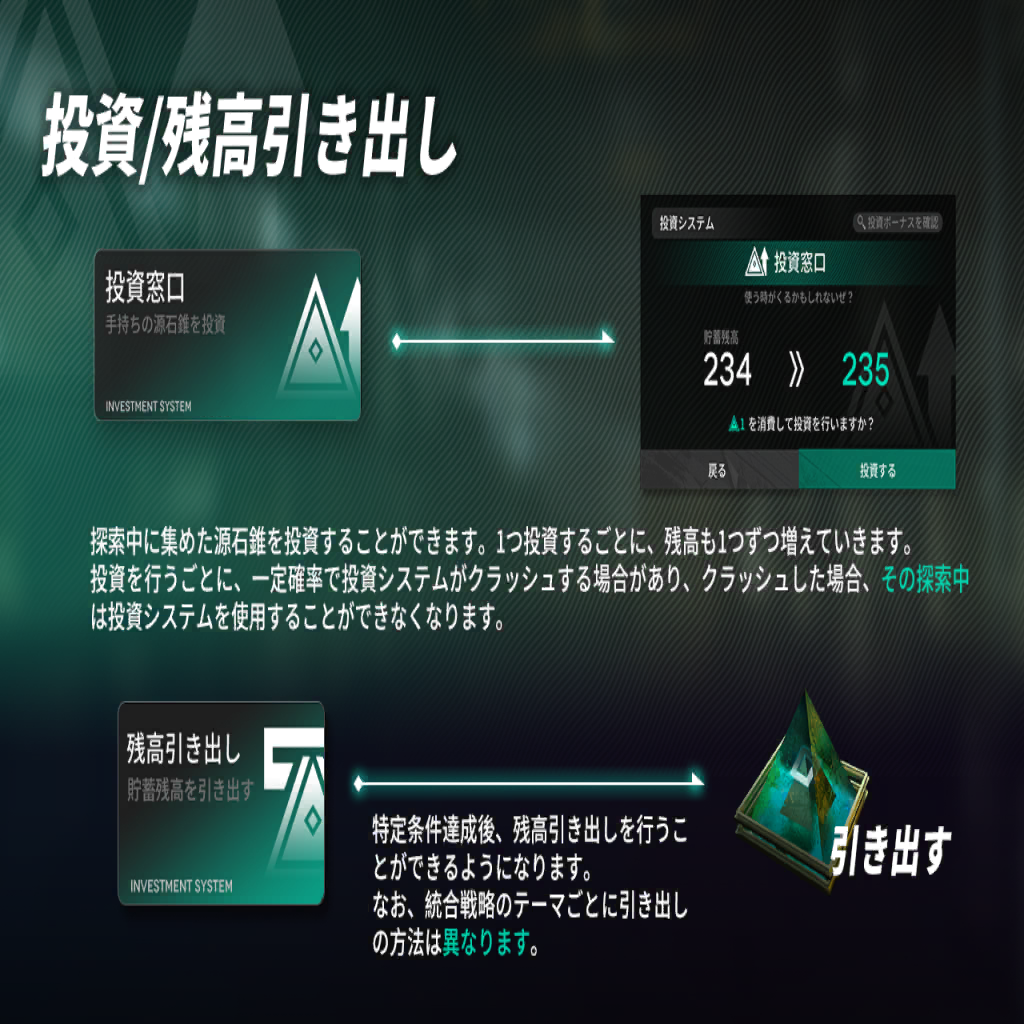 投資/残高引き出し
投資窓口
手持ちの源石錐を投資
INVESTMENT SYSTEM
投資システム
投資ボーナスを確認
投資窓口
使う時がくるかもしれないぜ?
貯蓄残高
234 》 235
1 を消費して投資を行いますか?
戻る
投資する
探索中に集めた源石錐を投資することができます。1つ投資するごとに、残高も1つずつ増えていきます。
投資を行うごとに、一定確率で投資システムがクラッシュする場合があり、クラッシュした場合、その探索中
は投資システムを使用することができなくなります。
残高引き出し
貯蓄残高を引き出す
INVESTMENT SYSTEM
特定条件達成後、残高引き出しを行うこ
とができるようになります。
なお、統合戦略のテーマごとに引き出し
の方法は異なります。
引き出す